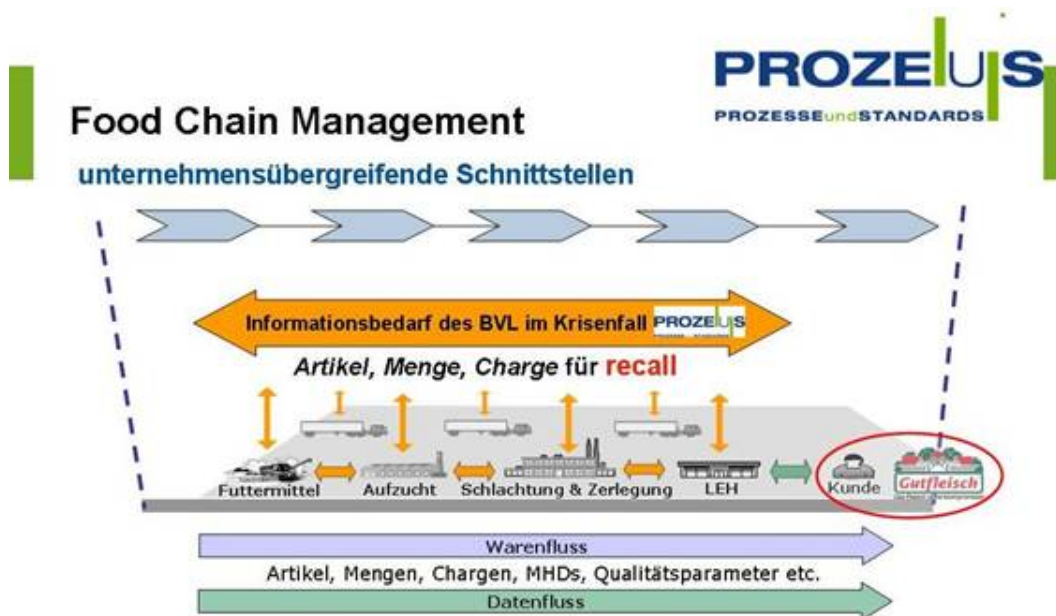 PROZEUS
PROZESSEundSTANDARDS
Food Chain Management
unternehmensübergreifende Schnittstellen
Informationsbedarf des BVL im Krisenfall PROZEUS
Artikel, Menge, Charge für recall
Futtermittel Aufzucht Schlachtung & Zerlegung LEH Kunde Gutfleisch
Warenfluss
Artikel, Mengen, Chargen, MHDs, Qualitätsparameter etc.
Datenfluss